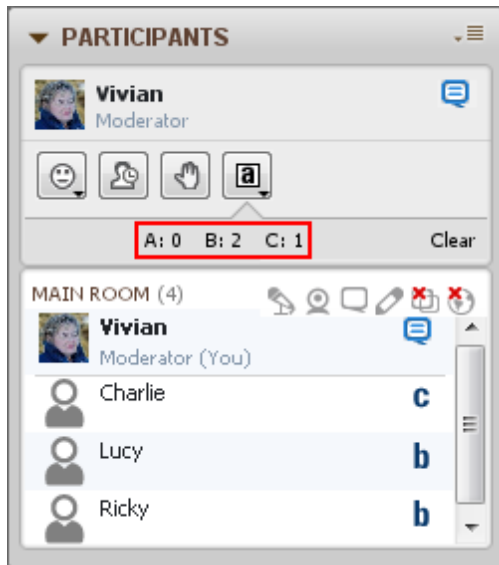 PARTICIPANTS
Vivian
Moderator
a
A: 0 B: 2 C: 1 Clear
MAIN ROOM (4)
Vivian
Moderator (You)
Charlie c
Lucy b
Ricky b